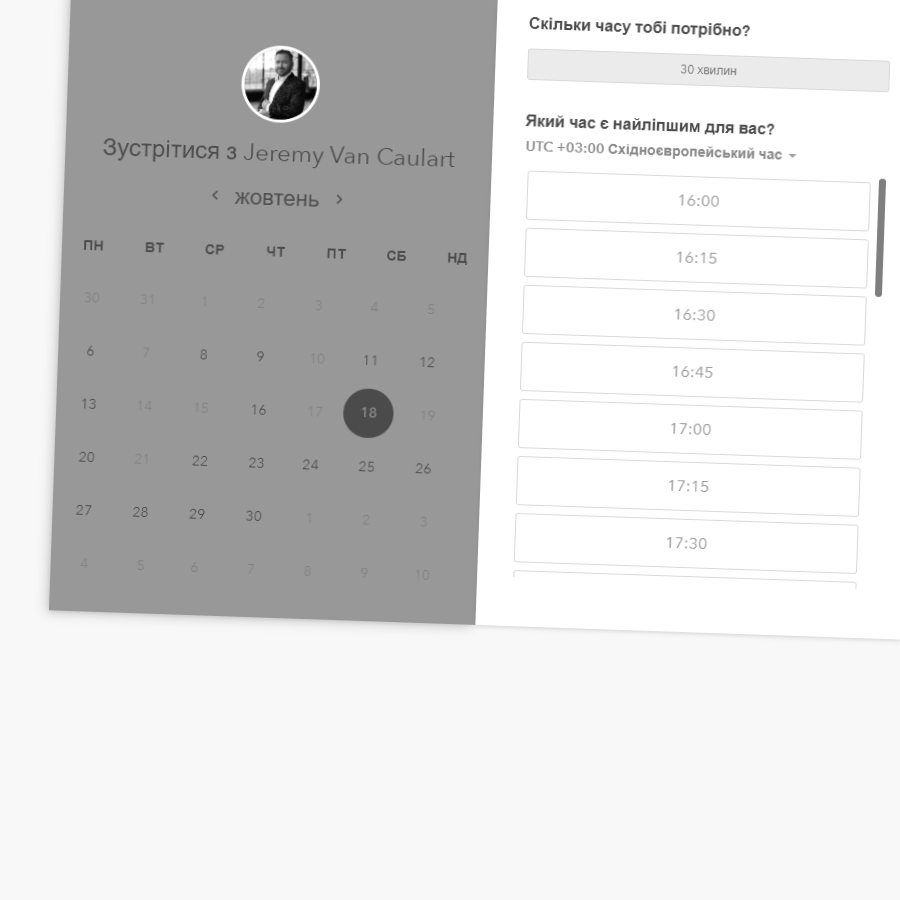 Зустрітися з Jeremy Van Caulart
жовтень
ПН ВТ СР ЧТ ПТ СБ НД
30 31 1 2 3 4 5
6 7 8 9 10 11 12
13 14 15 16 17 18 19
20 21 22 23 24 25 26
27 28 29 30 1 2 3
4 5 6 7 8 9 10
Скільки часу тобі потрібно?
30 хвилин
Який час є найліпшим для вас?
UTC +03:00 Східноєвропейський час
16:00
16:15
16:30
16:45
17:00
17:15
17:30